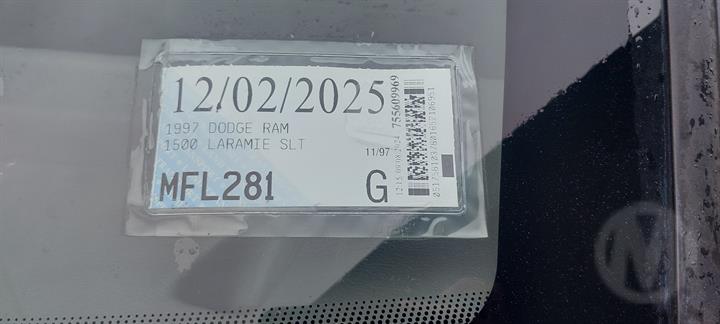 12/02/2025
1997 DODGE RAM
1500 LARAMIE SLT
11/97
MFL281
G
755609969